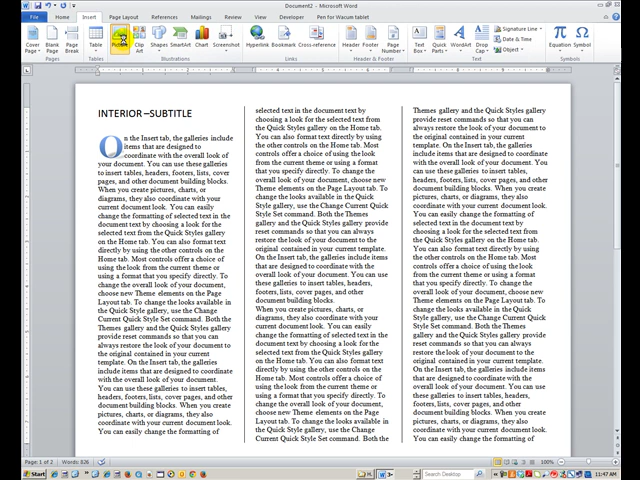 Document2 - Microsoft Word
File Home Insert Page Layout References Mailings Review View Developer Pen for Wacom tablet
Cover Page Blank Page Page Break Table Picture Clip Art Shapes SmartArt Chart Screenshot Hyperlink Bookmark Cross-reference Header Footer Page Number Text Box Quick Parts WordArt Drop Cap Signature Line Date & Time Object Equation Symbol
Pages Tables Illustrations Links Header & Footer Text Symbols
INTERIOR –SUBTITLE
On the Insert tab, the galleries include
items that are designed to
coordinate with the overall look of
your document. You can use these galleries
to insert tables, headers, footers, lists, cover
pages, and other document building blocks.
When you create pictures, charts, or
diagrams, they also coordinate with your
current document look. You can easily
change the formatting of selected text in the
document text by choosing a look for the
selected text from the Quick Styles gallery
on the Home tab. You can also format text
directly by using the other controls on the
Home tab. Most controls offer a choice of
using the look from the current theme or
using a format that you specify directly. To
change the overall look of your document,
choose new Theme elements on the Page
Layout tab. To change the looks available in
the Quick Style gallery, use the Change
Current Quick Style Set command. Both the
Themes gallery and the Quick Styles gallery
provide reset commands so that you can
always restore the look of your document to
the original contained in your current
template. On the Insert tab, the galleries
include items that are designed to coordinate
with the overall look of your document.
You can use these galleries to insert tables,
headers, footers, lists, cover pages, and other
document building blocks. When you create
pictures, charts, or diagrams, they also
coordinate with your current document look.
You can easily change the formatting of
selected text in the document text by
choosing a look for the selected text from
the Quick Styles gallery on the Home tab.
You can also format text directly by using
the other controls on the Home tab. Most
controls offer a choice of using the look
from the current theme or using a format
that you specify directly. To change the
overall look of your document, choose new
Theme elements on the Page Layout tab. To
change the looks available in the Quick
Style gallery, use the Change Current Quick
Style Set command. Both the Themes
gallery and the Quick Styles gallery provide
reset commands so that you can always
restore the look of your document to the
original contained in your current template.
On the Insert tab, the galleries include items
that are designed to coordinate with the
overall look of your document. You can use
these galleries to insert tables, headers,
footers, lists, cover pages, and other
document building blocks.
When you create pictures, charts, or
diagrams, they also coordinate with your
current document look. You can easily
change the formatting of selected text in the
document text by choosing a look for the
selected text from the Quick Styles gallery
on the Home tab. You can also format text
directly by using the other controls on the
Home tab. Most controls offer a choice of
using the look from the current theme or
using a format that you specify directly. To
change the overall look of your document,
choose new Theme elements on the Page
Layout tab. To change the looks available in
the Quick Style gallery, use the Change
Current Quick Style Set command. Both the
Themes gallery and the Quick Styles gallery
provide reset commands so that you can
always restore the look of your document to
the original contained in your current
template. On the Insert tab, the galleries
include items that are designed to coordinate
with the overall look of your document.
You can use these galleries to insert tables,
headers, footers, lists, cover pages, and other
document building blocks. When you create
pictures, charts, or diagrams, they also
coordinate with your current document look.
You can easily change the formatting of
selected text in the document text by
choosing a look for the selected text from
the Quick Styles gallery on the Home tab.
You can also format text directly by using
the other controls on the Home tab. Most
controls offer a choice of using the look
from the current theme or using a format
that you specify directly. To change the
overall look of your document, choose new
Theme elements on the Page Layout tab. To
change the looks available in the Quick
Style gallery, use the Change Current Quick
Style Set command. Both the Themes
gallery and the Quick Styles gallery provide
reset commands so that you can always
restore the look of your document to the
original contained in your current template.
On the Insert tab, the galleries include items
that are designed to coordinate with the
overall look of your document. You can use
these galleries to insert tables, headers,
footers, lists, cover pages, and other
document building blocks. When you create
pictures, charts, or diagrams, they also
coordinate with your current document look.
You can easily change the formatting of
Page: 1 of 2 Words: 826 100%
Start Search Desktop 11:47 AM